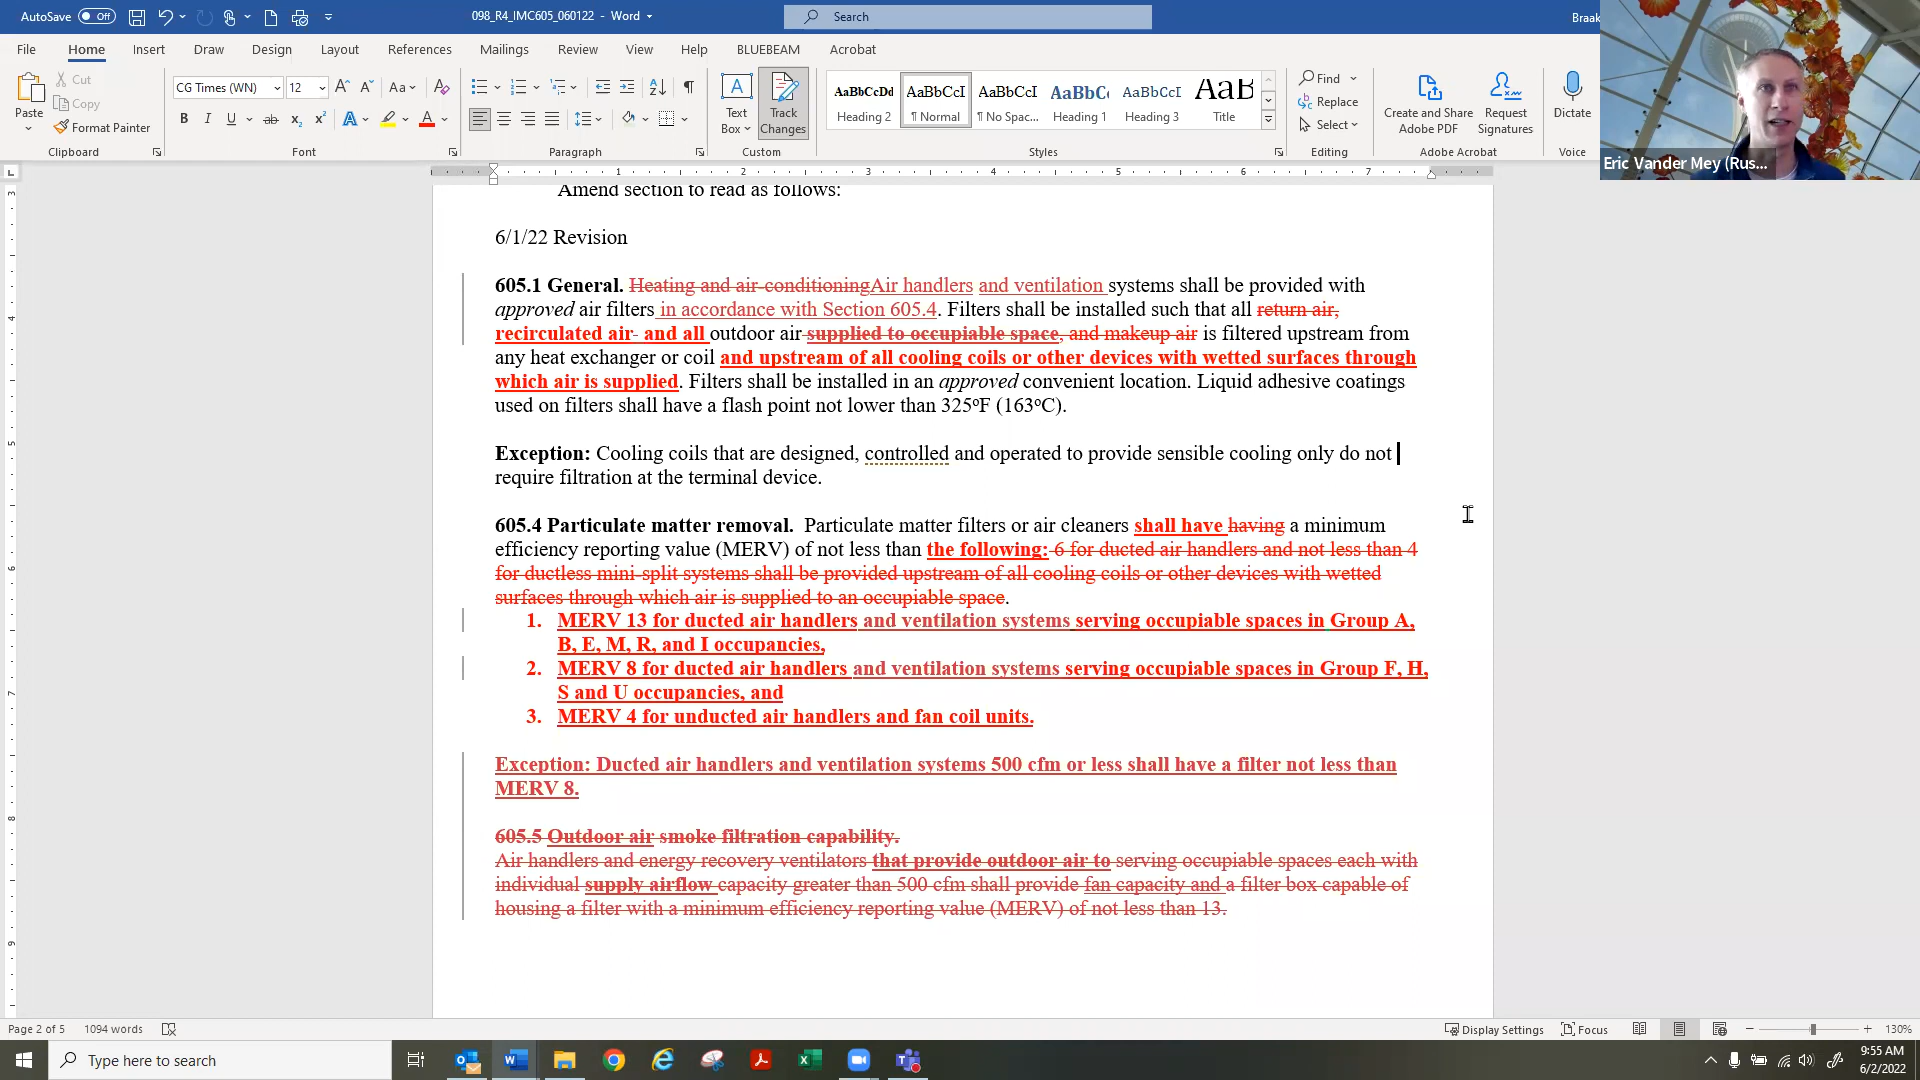 AutoSave Off 098_R4_IMC605_060122 - Word Search Braak
File Home Insert Draw Design Layout References Mailings Review View Help BLUEBEAM Acrobat
Paste Cut Copy Format Painter
CG Times (WN) 12
Text Box Track Changes
AaBbCcDd AaBbCcI AaBbCcI AaBbC AaBbCcI AaB
Heading 2 ¶ Normal ¶ No Spac... Heading 1 Heading 3 Title
Find Replace Select
Create and Share Adobe PDF Request Signatures Dictate
Clipboard Font Paragraph Custom Styles Editing Adobe Acrobat Voice
Eric Vander Mey (Rus...
1 2 3 4 5 6 7
Amend section to read as follows:
6/1/22 Revision
605.1 General. Heating and air-conditioningAir handlers and ventilation systems shall be provided with
approved air filters in accordance with Section 605.4. Filters shall be installed such that all return air,
recirculated air- and all outdoor air supplied to occupiable space, and makeup air is filtered upstream from
any heat exchanger or coil and upstream of all cooling coils or other devices with wetted surfaces through
which air is supplied. Filters shall be installed in an approved convenient location. Liquid adhesive coatings
used on filters shall have a flash point not lower than 325ºF (163ºC).
Exception: Cooling coils that are designed, controlled and operated to provide sensible cooling only do not
require filtration at the terminal device.
605.4 Particulate matter removal. Particulate matter filters or air cleaners shall have having a minimum
efficiency reporting value (MERV) of not less than the following: 6 for ducted air handlers and not less than 4
for ductless mini-split systems shall be provided upstream of all cooling coils or other devices with wetted
surfaces through which air is supplied to an occupiable space.
1. MERV 13 for ducted air handlers and ventilation systems serving occupiable spaces in Group A,
B, E, M, R, and I occupancies,
2. MERV 8 for ducted air handlers and ventilation systems serving occupiable spaces in Group F, H,
S and U occupancies, and
3. MERV 4 for unducted air handlers and fan coil units.
Exception: Ducted air handlers and ventilation systems 500 cfm or less shall have a filter not less than
MERV 8.
605.5 Outdoor air smoke filtration capability.
Air handlers and energy recovery ventilators that provide outdoor air to serving occupiable spaces each with
individual supply airflow capacity greater than 500 cfm shall provide fan capacity and a filter box capable of
housing a filter with a minimum efficiency reporting value (MERV) of not less than 13.
Page 2 of 5 1094 words Display Settings Focus 130%
Type here to search 9:55 AM
6/2/2022